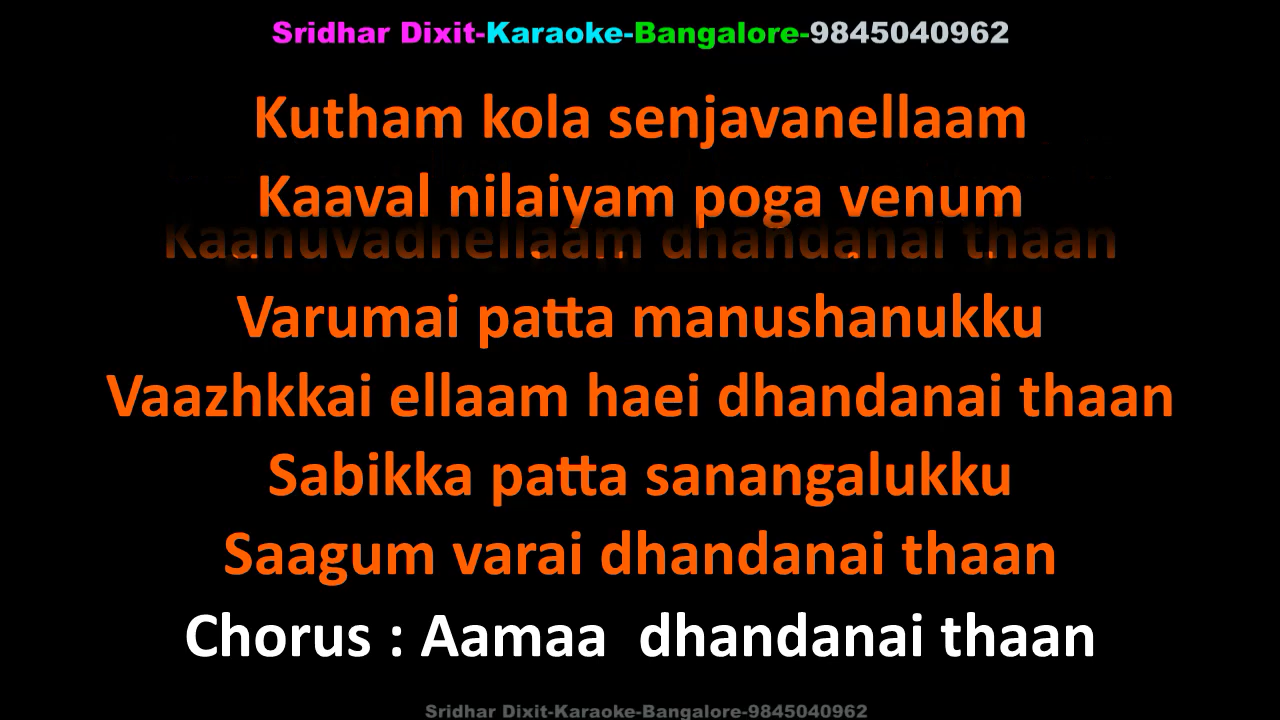 Sridhar Dixit-Karaoke-Bangalore-9845040962
Kutham kola senjavanellaam
Kaaval nilaiyam poga venum
Kaanuvadhellaam dhandanai thaan
Varumai patta manushanukku
Vaazhkkai ellaam haei dhandanai thaan
Sabikka patta sanangalukku
Saagum varai dhandanai thaan
Chorus : Aamaa  dhandanai thaan
Sridhar Dixit-Karaoke-Bangalore-9845040962